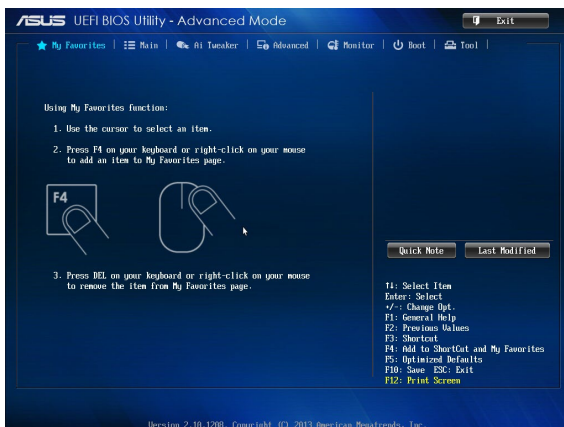 ASUS UEFI BIOS Utility - Advanced Mode
Exit
My Favorites
Main
Ai Tweaker
Advanced
Monitor
Boot
Tool
Using My Favorites function:
1. Use the cursor to select an item.
2. Press F4 on your keyboard or right-click on your mouse
to add an item to My Favorites page.
F4
3. Press DEL on your keyboard or right-click on your mouse
to remove the item from My Favorites page.
Quick Note
Last Modified
↑↓: Select Item
Enter: Select
+/-: Change Opt.
F1: General Help
F2: Previous Values
F3: Shortcut
F4: Add to ShortCut and My Favorites
F5: Optimized Defaults
F10: Save ESC: Exit
F12: Print Screen
Version 2.10.1208. Copyright (C) 2013 American Megatrends, Inc.